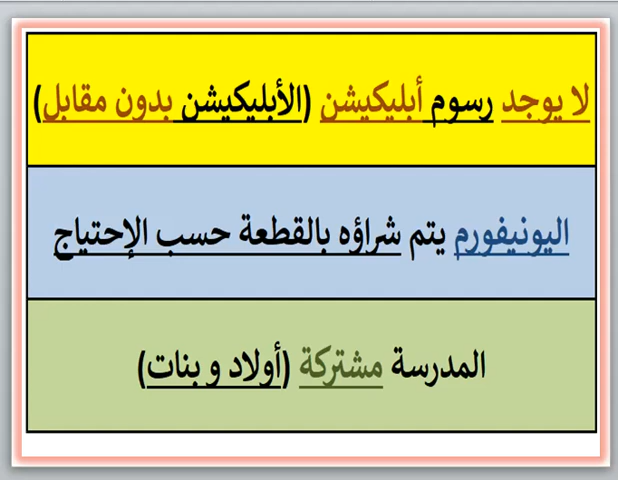 لا يوجد رسوم أبليكيشن (الأبليكيشن بدون مقابل)
اليونيفورم يتم شراؤه بالقطعة حسب الإحتياج
المدرسة مشتركة (أولاد و بنات)